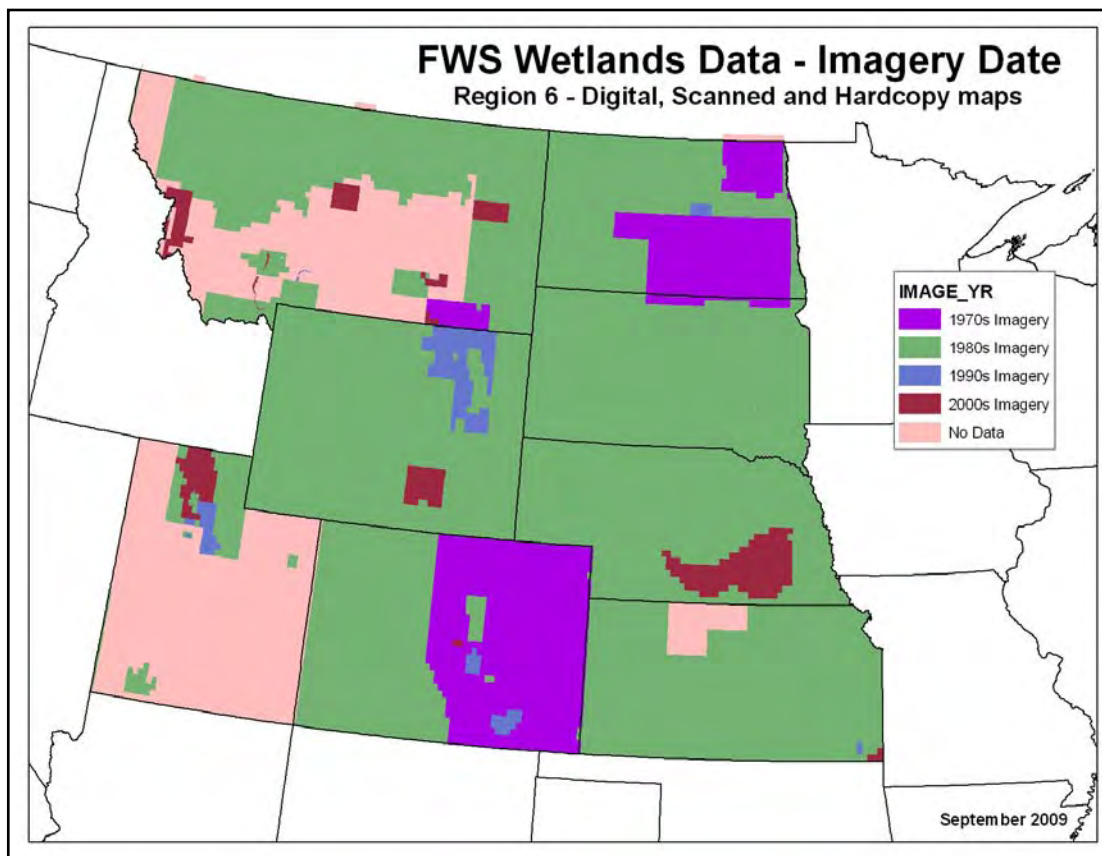 FWS Wetlands Data - Imagery Date
Region 6 - Digital, Scanned and Hardcopy maps
IMAGE_YR
1970s Imagery
1980s Imagery
1990s Imagery
2000s Imagery
No Data
September 2009